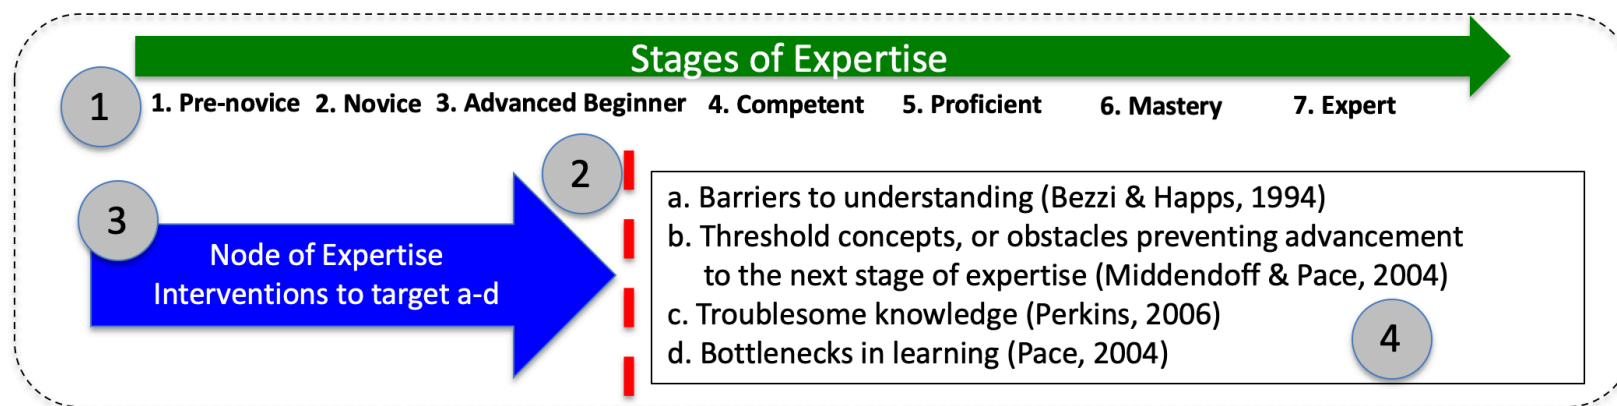 Stages of Expertise
1
1. Pre-novice 2. Novice 3. Advanced Beginner 4. Competent 5. Proficient 6. Mastery 7. Expert
2
3
Node of Expertise
Interventions to target a-d
a. Barriers to understanding (Bezzi & Happs, 1994)
b. Threshold concepts, or obstacles preventing advancement
to the next stage of expertise (Middendoff & Pace, 2004)
c. Troublesome knowledge (Perkins, 2006)
d. Bottlenecks in learning (Pace, 2004)
4